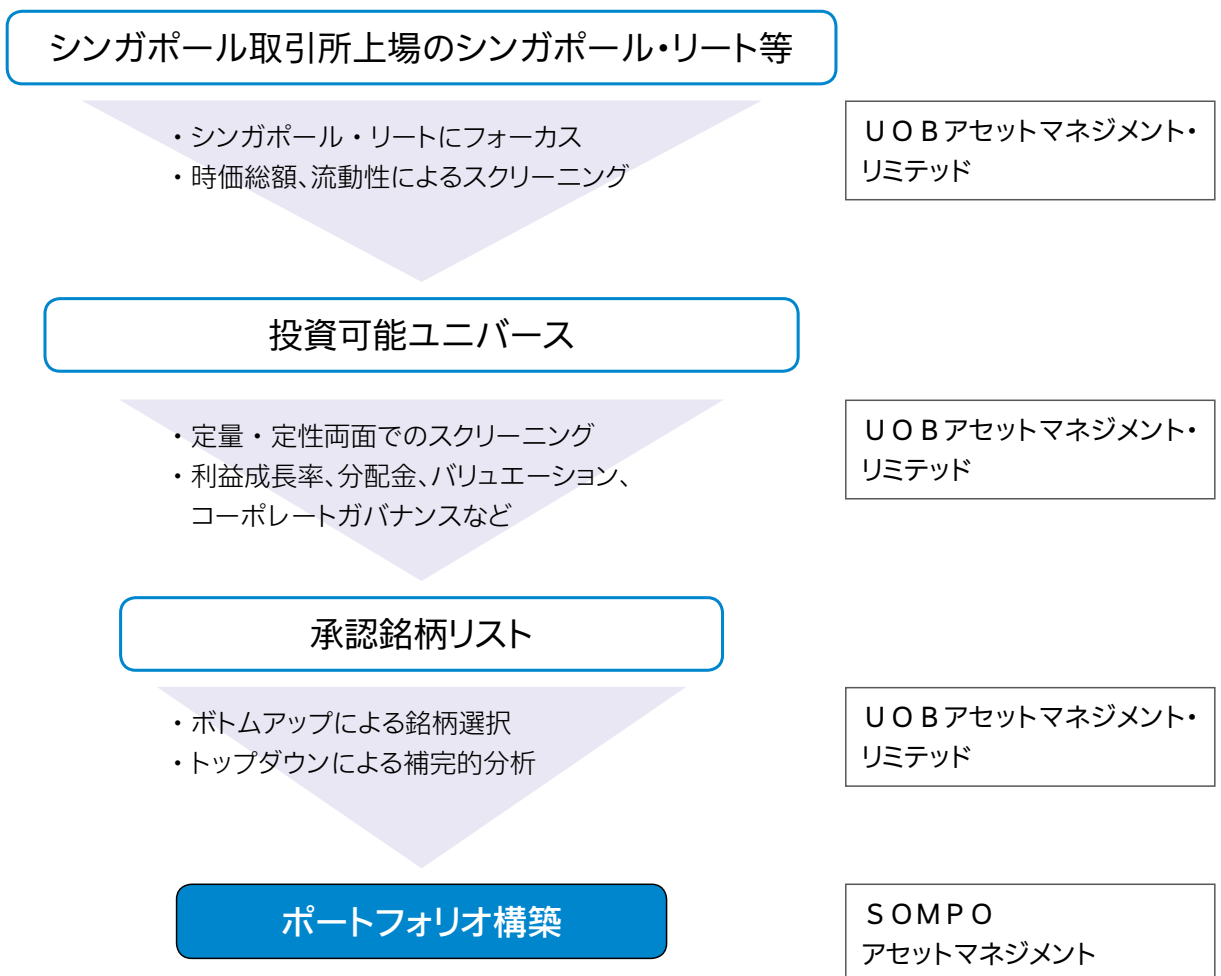 シンガポール取引所上場のシンガポール・リート等
・シンガポール・リートにフォーカス
・時価総額、流動性によるスクリーニング
UOBアセットマネジメント・
リミテッド
投資可能ユニバース
・定量・定性両面でのスクリーニング
・利益成長率、分配金、バリュエーション、
コーポレートガバナンスなど
UOBアセットマネジメント・
リミテッド
承認銘柄リスト
・ボトムアップによる銘柄選択
・トップダウンによる補完的分析
UOBアセットマネジメント・
リミテッド
ポートフォリオ構築
SOMPO
アセットマネジメント